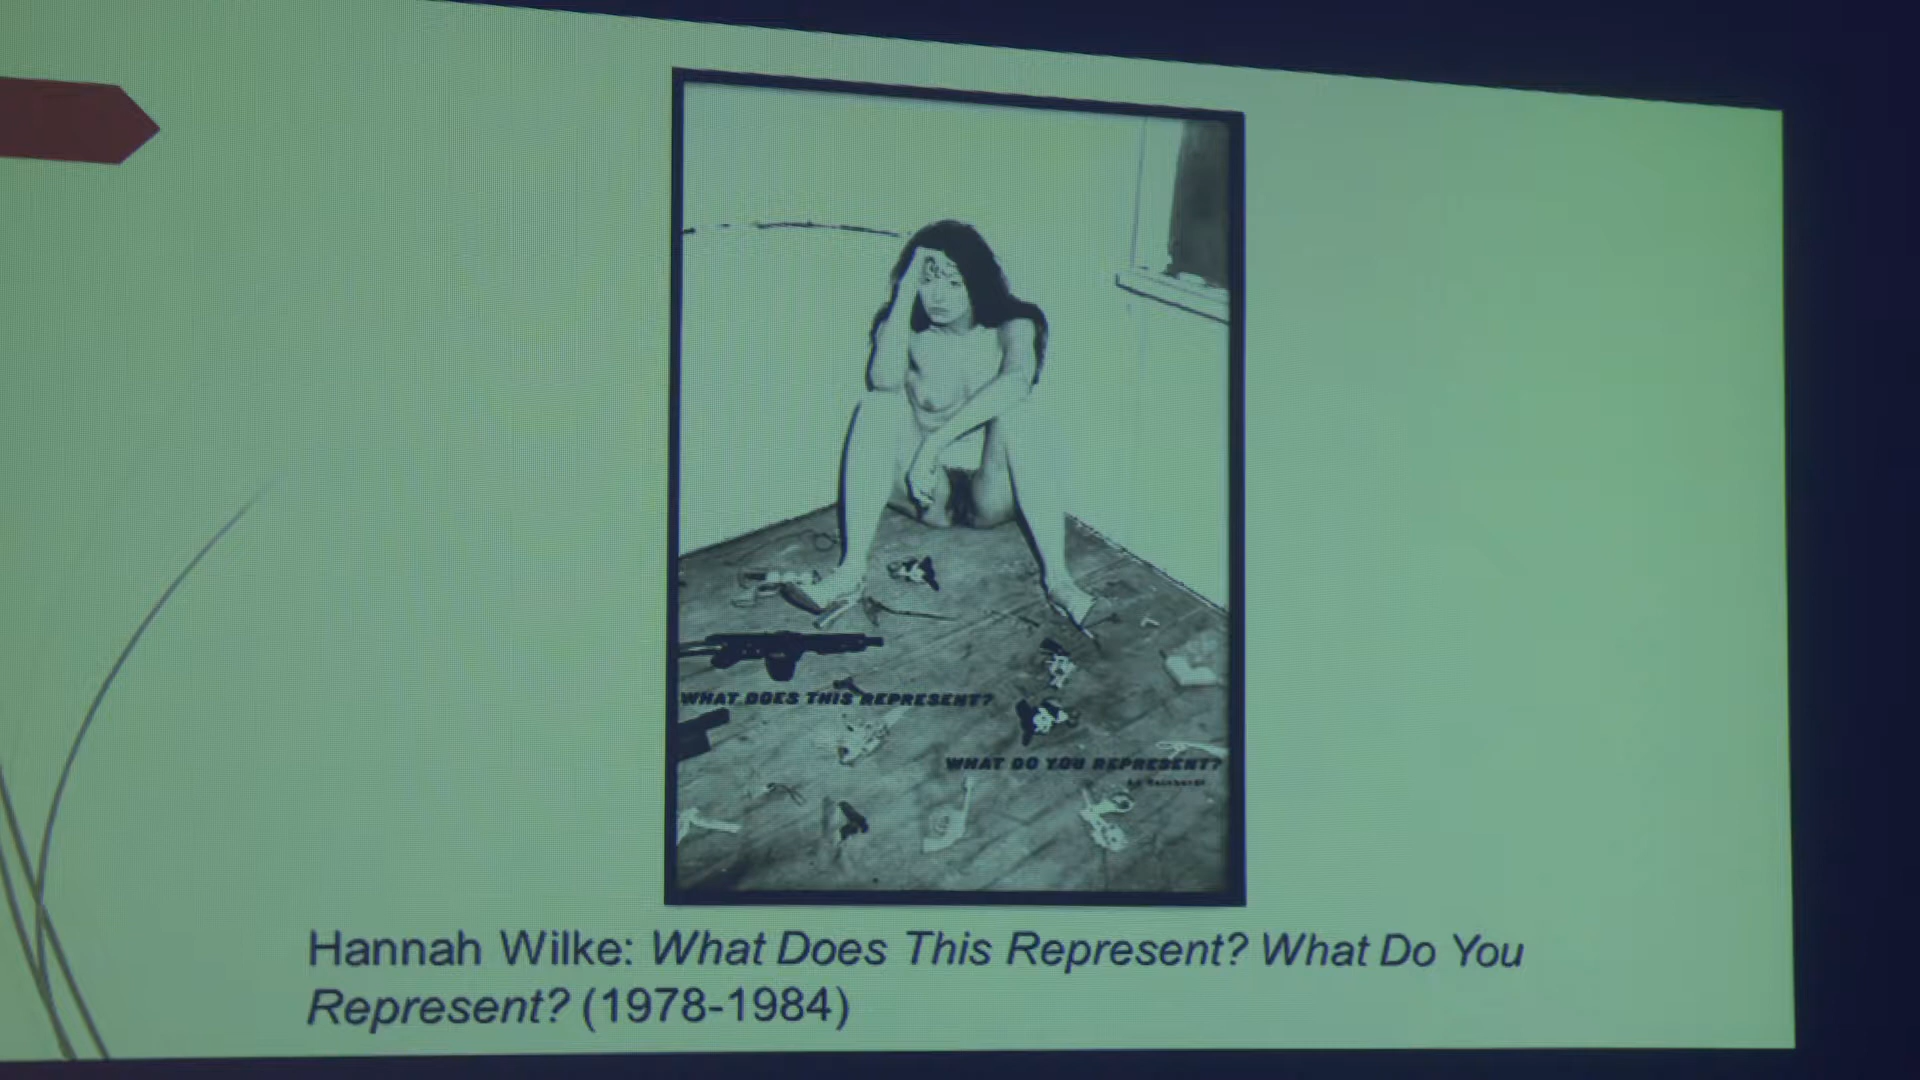 WHAT DOES THIS REPRESENT?
WHAT DO YOU REPRESENT?
Hannah Wilke: What Does This Represent? What Do You
Represent? (1978-1984)